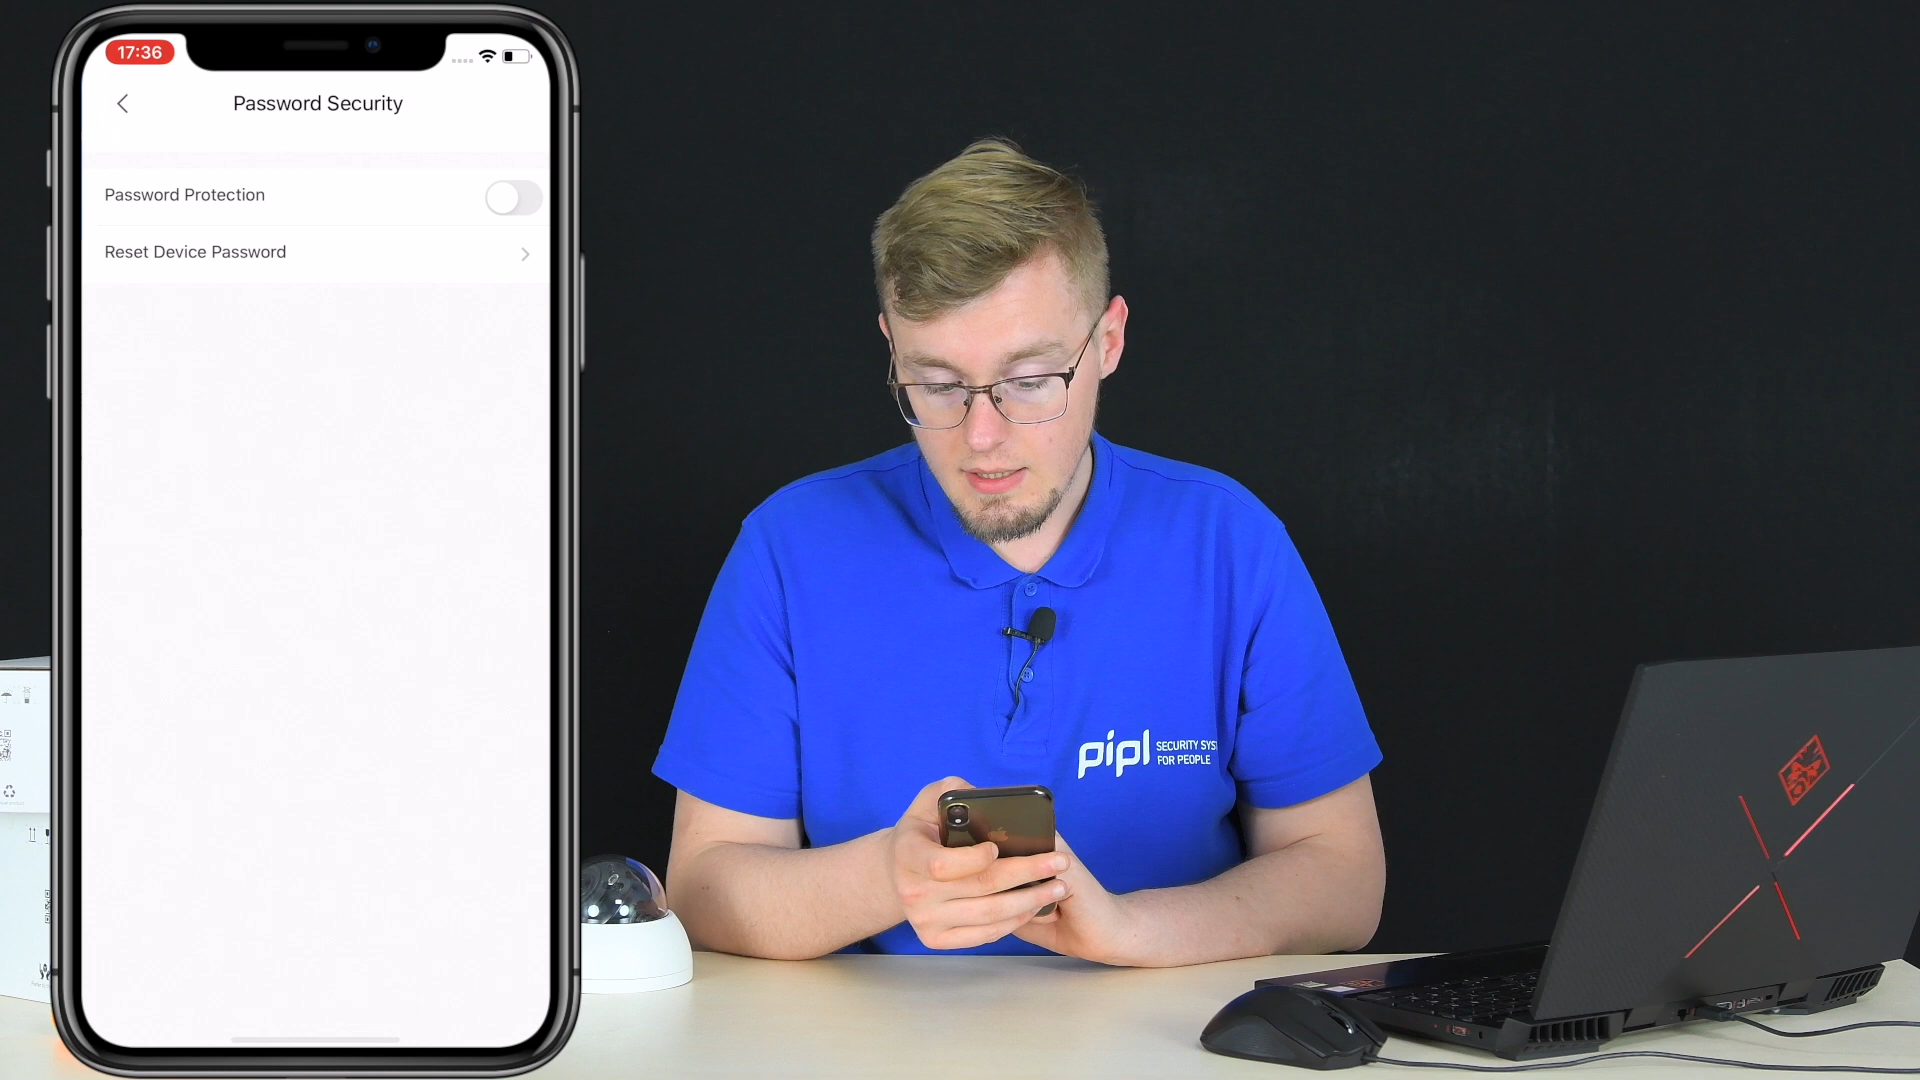 17:36
Password Security
Password Protection
Reset Device Password
pipl
SECURITY SYS
FOR PEOPLE